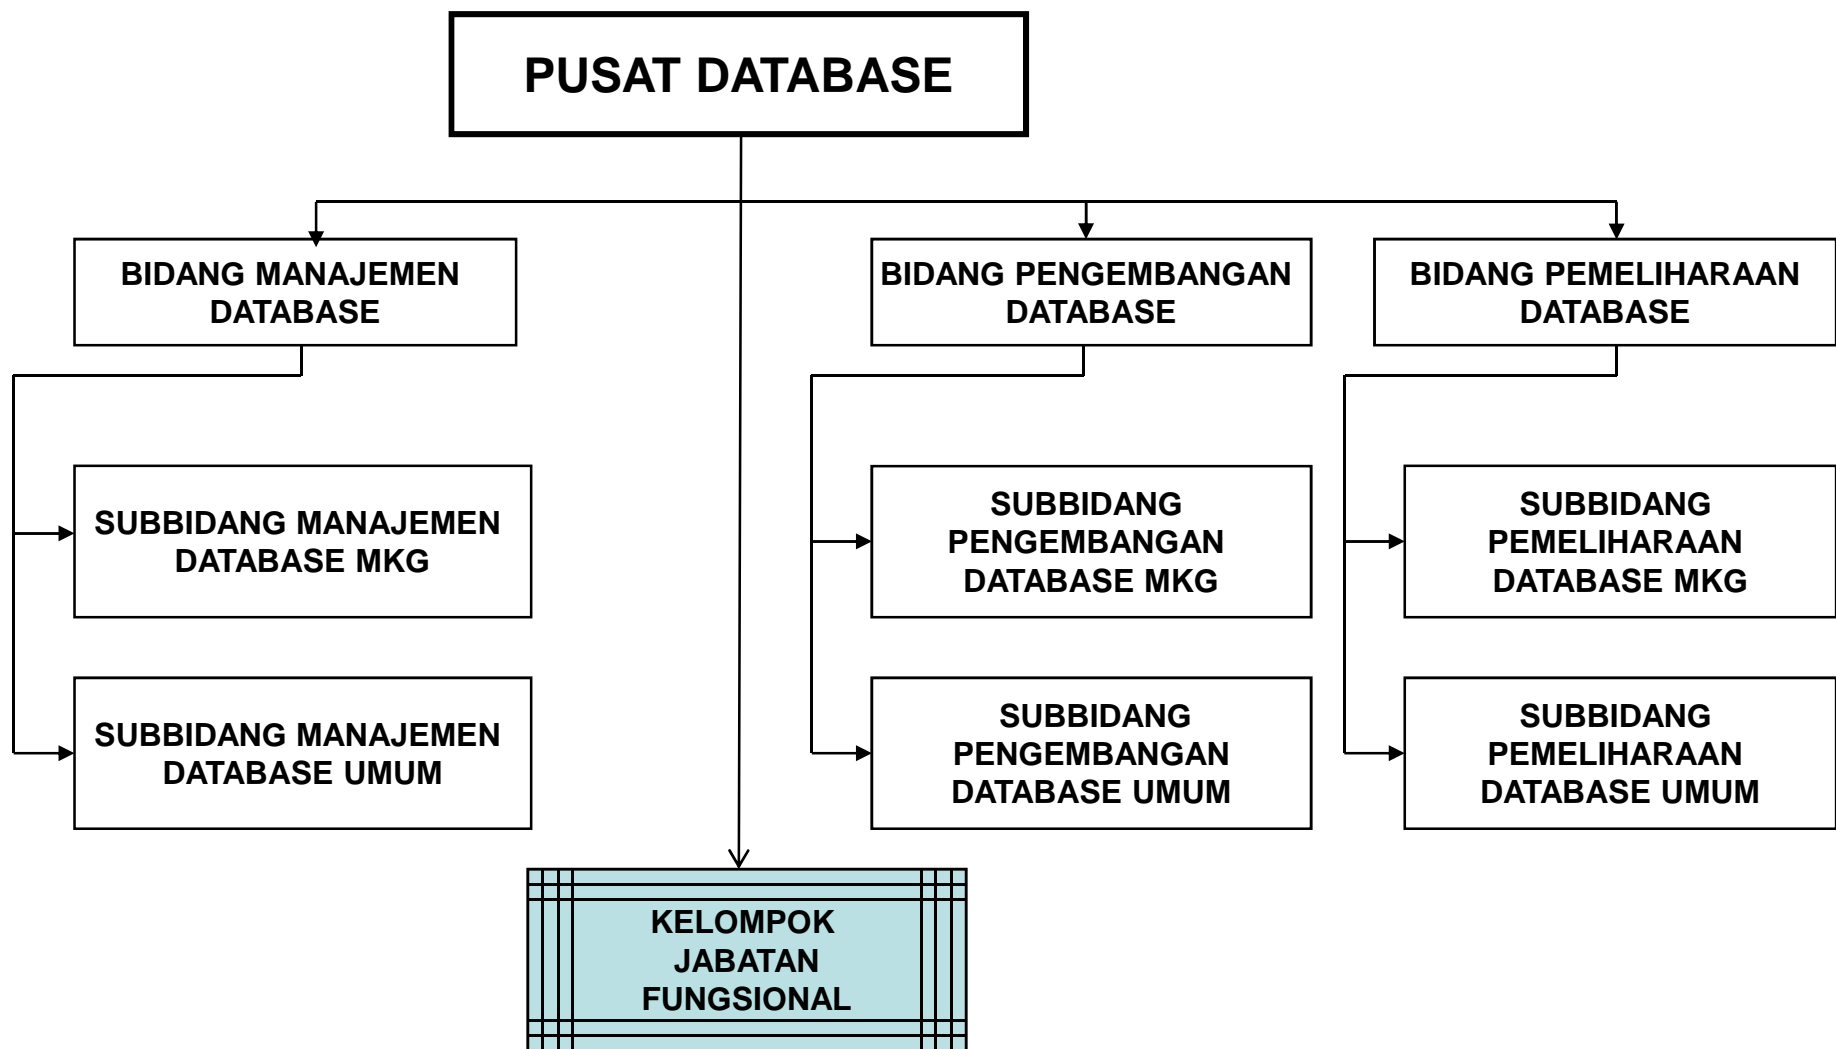 PUSAT DATABASE
BIDANG MANAJEMEN
DATABASE
BIDANG PENGEMBANGAN
DATABASE
BIDANG PEMELIHARAAN
DATABASE
SUBBIDANG MANAJEMEN
DATABASE MKG
SUBBIDANG
PENGEMBANGAN
DATABASE MKG
SUBBIDANG
PEMELIHARAAN
DATABASE MKG
SUBBIDANG MANAJEMEN
DATABASE UMUM
SUBBIDANG
PENGEMBANGAN
DATABASE UMUM
SUBBIDANG
PEMELIHARAAN
DATABASE UMUM
KELOMPOK
JABATAN
FUNGSIONAL